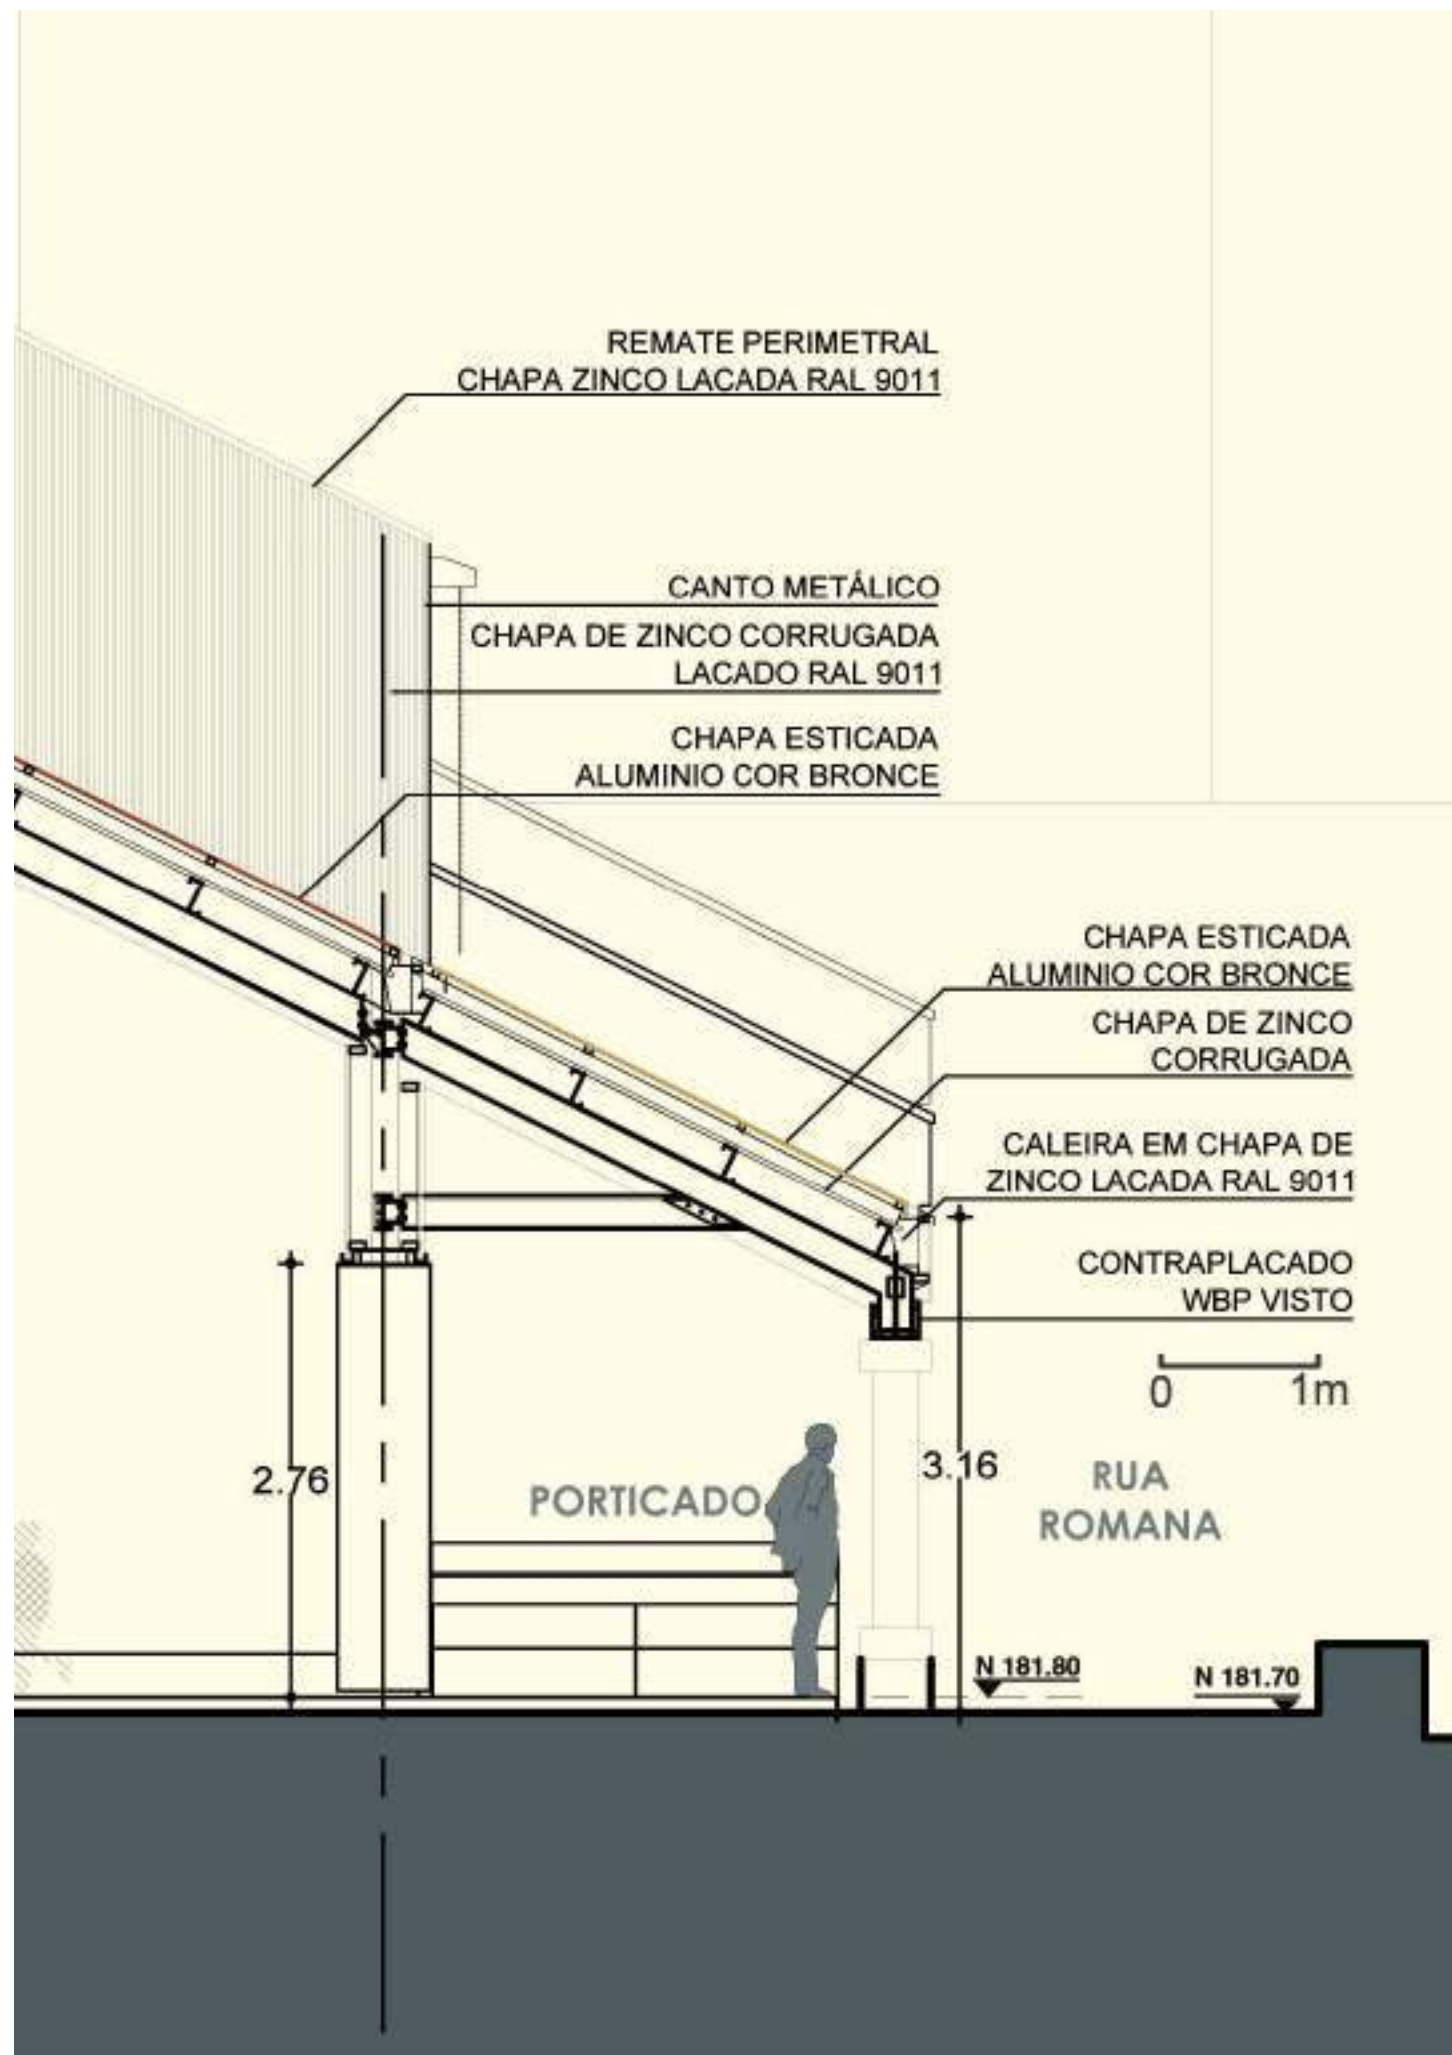 REMATE PERIMETRAL
CHAPA ZINCO LACADA RAL 9011
CANTO METÁLICO
CHAPA DE ZINCO CORRUGADA
LACADO RAL 9011
CHAPA ESTICADA
ALUMINIO COR BRONCE
CHAPA ESTICADA
ALUMINIO COR BRONCE
CHAPA DE ZINCO
CORRUGADA
CALEIRA EM CHAPA DE
ZINCO LACADA RAL 9011
CONTRAPLACADO
WBP VISTO
0 1m
2.76
PORTICADO
3.16
RUA
ROMANA
N 181.80
N 181.70